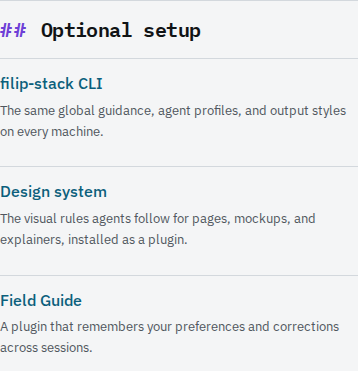 ## Optional setup
filip-stack CLI
The same global guidance, agent profiles, and output styles
on every machine.
Design system
The visual rules agents follow for pages, mockups, and
explainers, installed as a plugin.
Field Guide
A plugin that remembers your preferences and corrections
across sessions.